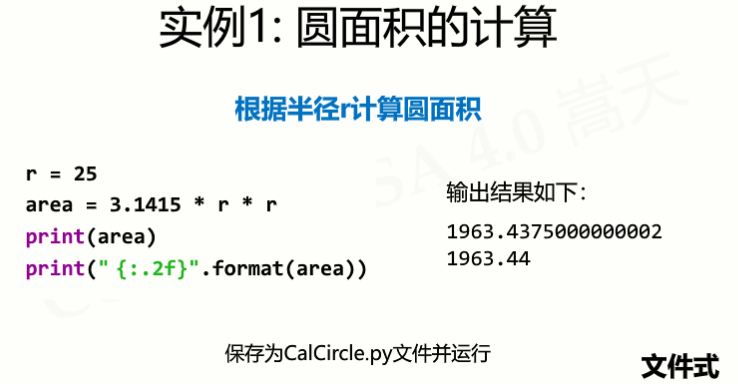 实例1: 圆面积的计算
根据半径r计算圆面积
r = 25
area = 3.1415 * r * r
print(area)
print(" {:.2f}".format(area))
输出结果如下：
1963.4375000000002
1963.44
保存为CalCircle.py文件并运行
文件式
SA 4.0 嵩天